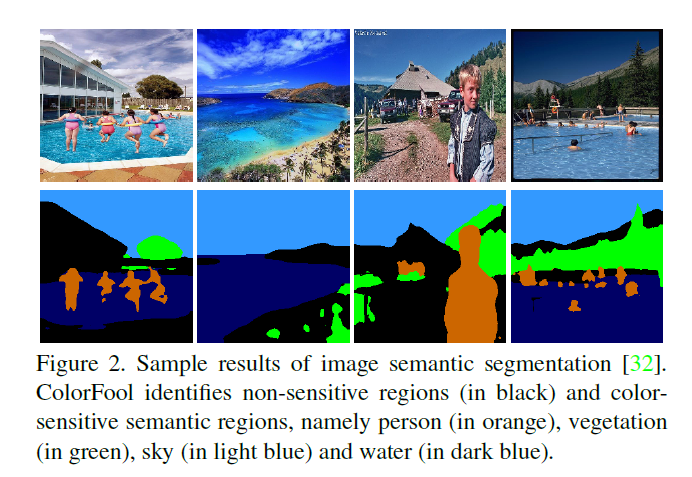 Figure 2. Sample results of image semantic segmentation [32].
ColorFool identifies non-sensitive regions (in black) and color-
sensitive semantic regions, namely person (in orange), vegetation
(in green), sky (in light blue) and water (in dark blue).